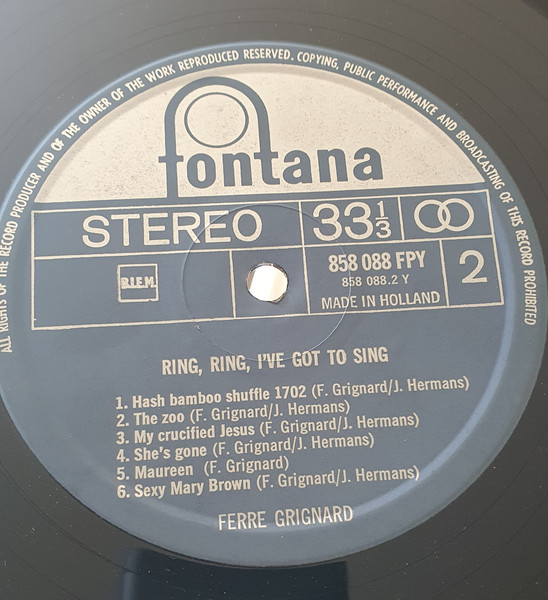 ALL RIGHTS OF THE RECORD PRODUCER AND OF THE OWNER OF THE WORK REPRODUCED RESERVED. COPYING, PUBLIC PERFORMANCE AND BROADCASTING OF THIS RECORD PROHIBITED
fontana
STEREO 33 1/3
858 088 FPY
B.I.E.M. 858 088.2 Y 2
MADE IN HOLLAND
RING, RING, I'VE GOT TO SING
1. Hash bamboo shuffle 1702 (F. Grignard/J. Hermans)
2. The zoo (F. Grignard/J. Hermans)
3. My crucified Jesus (F. Grignard/J. Hermans)
4. She's gone (F. Grignard/J. Hermans)
5. Maureen (F. Grignard)
6. Sexy Mary Brown (F. Grignard/J. Hermans)
FERRE GRIGNARD